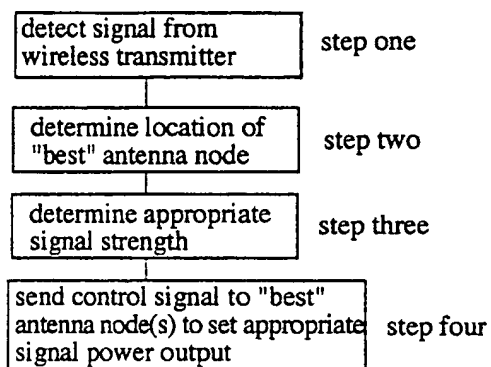 detect signal from
wireless transmitter
step one
determine location of
"best" antenna node
step two
determine appropriate
signal strength
step three
send control signal to "best"
antenna node(s) to set appropriate
signal power output
step four